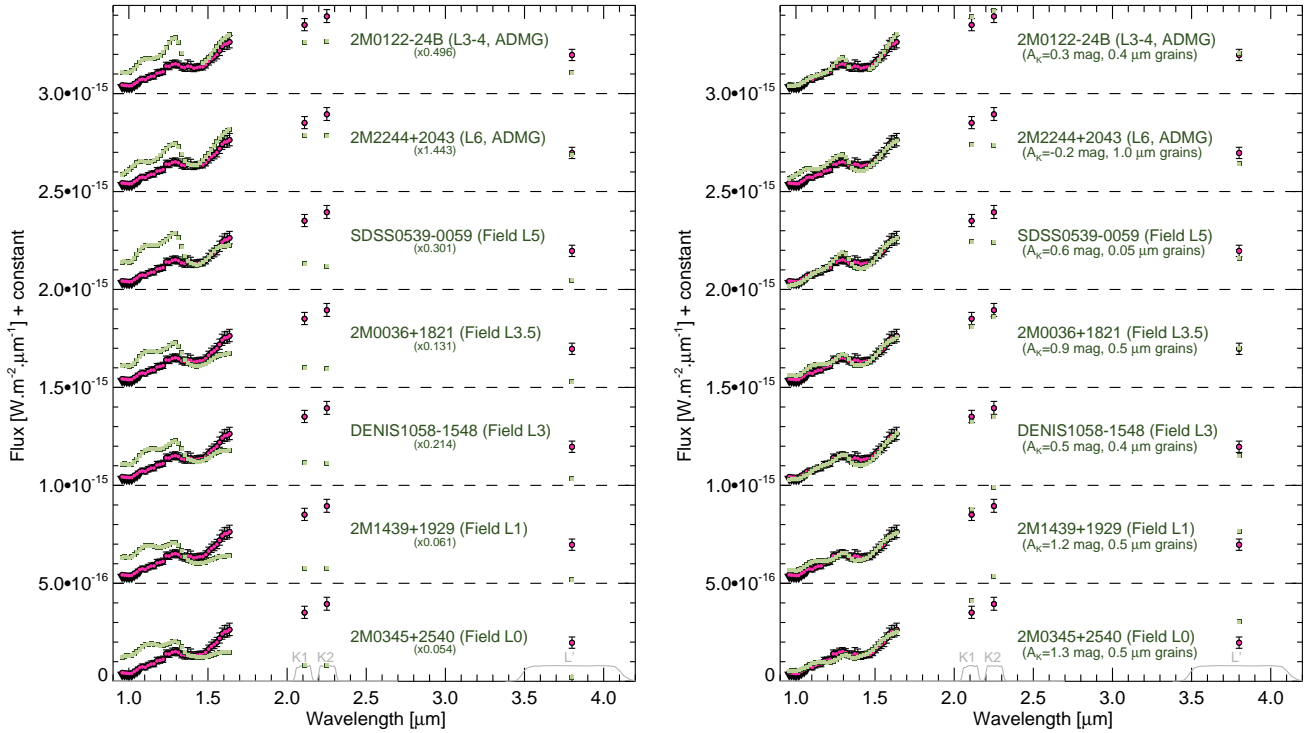 2M0122-24B (L3-4, ADMG)
(x0.496)
3.0•10-15
2M2244+2043 (L6, ADMG)
(x1.443)
2.5•10-15
SDSS0539-0059 (Field L5)
(x0.301)
2.0•10-15
2M0036+1821 (Field L3.5)
(x0.131)
1.5•10-15
DENIS1058-1548 (Field L3)
(x0.214)
1.0•10-15
2M1439+1929 (Field L1)
(x0.061)
5.0•10-16
2M0345+2540 (Field L0)
(x0.054)
K1 K2 L'
0
1.0 1.5 2.0 2.5 3.0 3.5 4.0
Wavelength [μm]
Flux [W.m-2.μm-1] + constant
2M0122-24B (L3-4, ADMG)
(AK=0.3 mag, 0.4 μm grains)
3.0•10-15
2M2244+2043 (L6, ADMG)
(AK=-0.2 mag, 1.0 μm grains)
2.5•10-15
SDSS0539-0059 (Field L5)
(AK=0.6 mag, 0.05 μm grains)
2.0•10-15
2M0036+1821 (Field L3.5)
(AK=0.9 mag, 0.5 μm grains)
1.5•10-15
DENIS1058-1548 (Field L3)
(AK=0.5 mag, 0.4 μm grains)
1.0•10-15
2M1439+1929 (Field L1)
(AK=1.2 mag, 0.5 μm grains)
5.0•10-16
2M0345+2540 (Field L0)
(AK=1.3 mag, 0.5 μm grains)
K1 K2 L'
0
1.0 1.5 2.0 2.5 3.0 3.5 4.0
Wavelength [μm]
Flux [W.m-2.μm-1] + constant